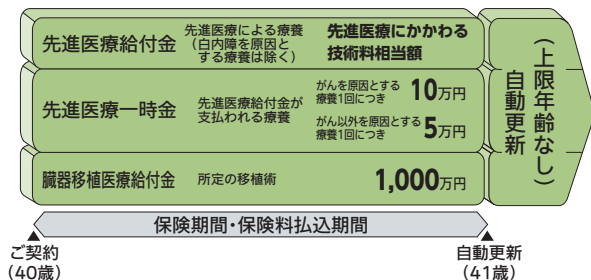 先進医療給付金
先進医療による療養
(白内障を原因と
する療養は除く)
先進医療にかかわる
技術料相当額
先進医療一時金
先進医療給付金が
支払われる療養
がんを原因とする
療養1回につき 10万円
がん以外を原因とする
療養1回につき 5万円
臓器移植医療給付金
所定の移植術
1,000万円
自動更新
(上限年齢なし)
保険期間・保険料払込期間
ご契約
(40歳)
自動更新
(41歳)